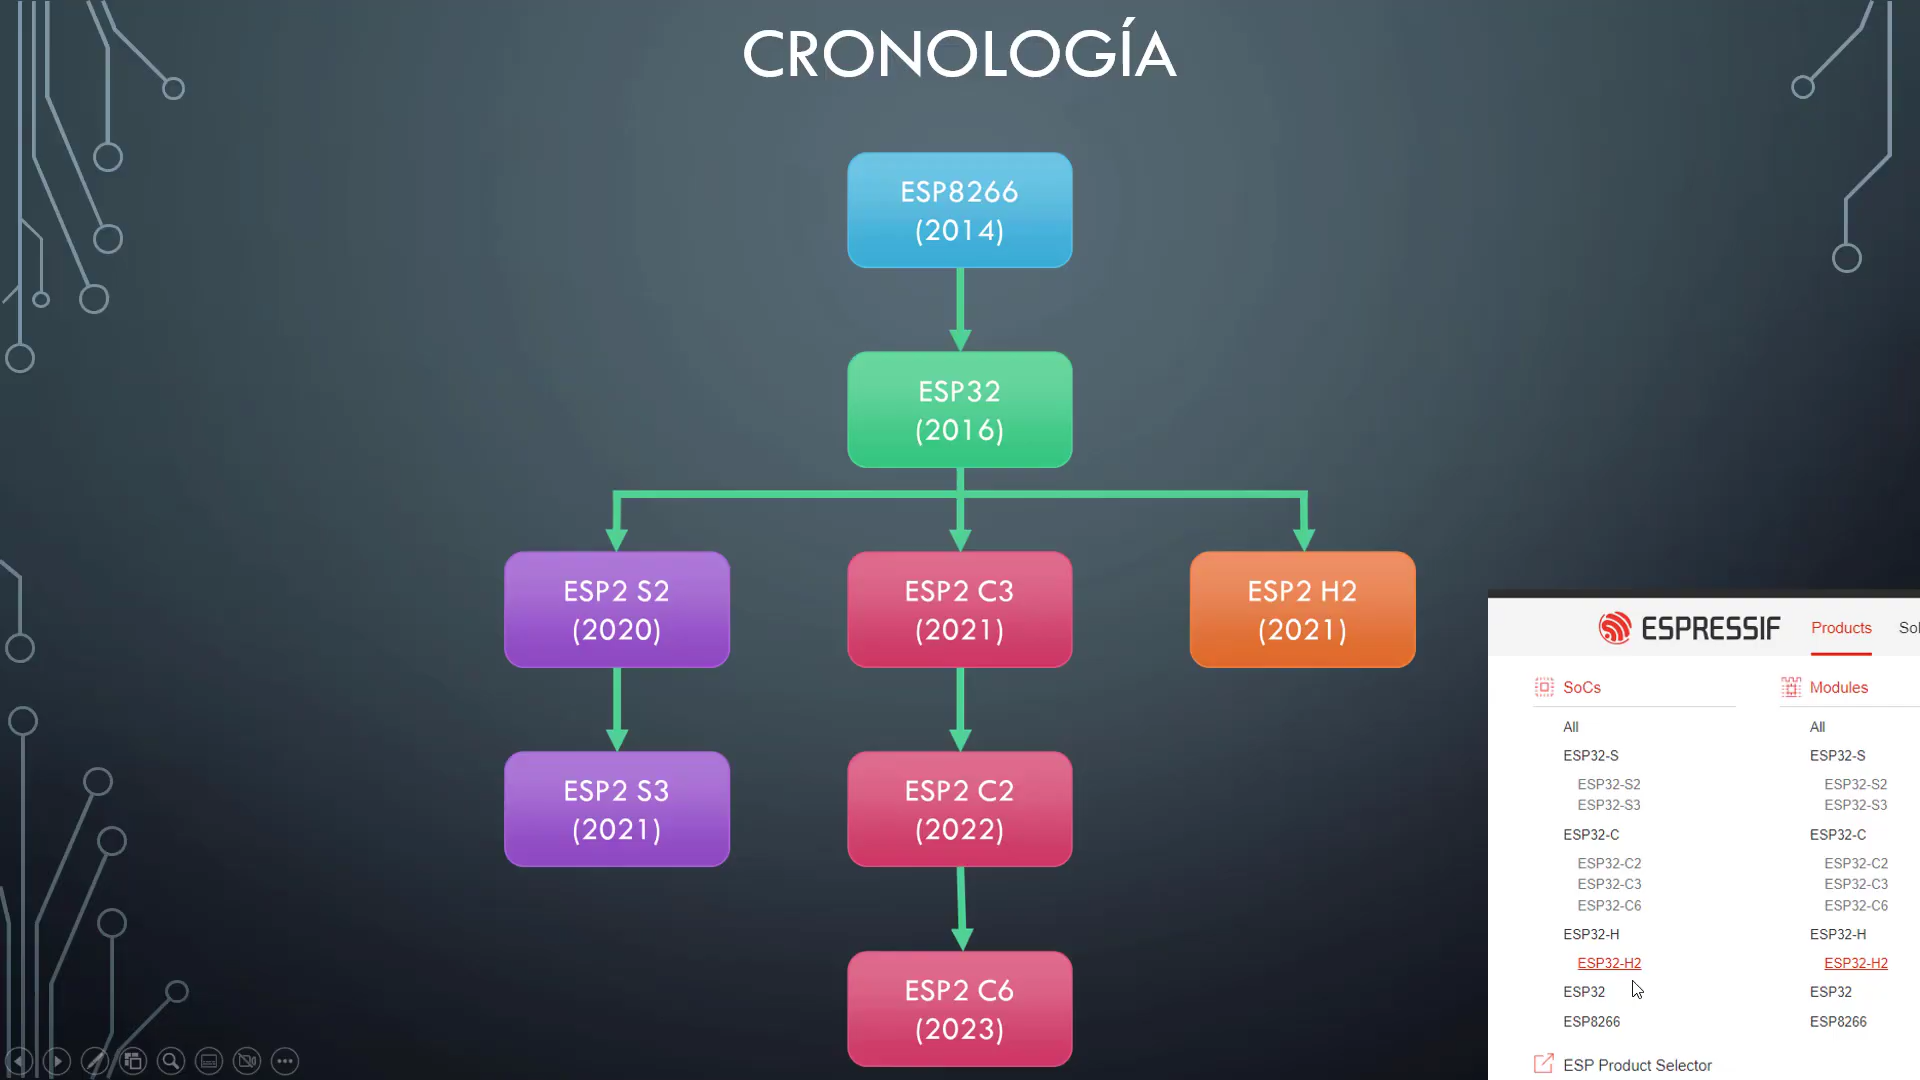 CRONOLOGÍA
ESP8266
(2014)
ESP32
(2016)
ESP2 S2
(2020)
ESP2 C3
(2021)
ESP2 H2
(2021)
ESP2 S3
(2021)
ESP2 C2
(2022)
ESP2 C6
(2023)
ESPRESSIF
Products
Sol
SoCs
All
ESP32-S
ESP32-S2
ESP32-S3
ESP32-C
ESP32-C2
ESP32-C3
ESP32-C6
ESP32-H
ESP32-H2
ESP32
ESP8266
ESP Product Selector
Modules
All
ESP32-S
ESP32-S2
ESP32-S3
ESP32-C
ESP32-C2
ESP32-C3
ESP32-C6
ESP32-H
ESP32-H2
ESP32
ESP8266